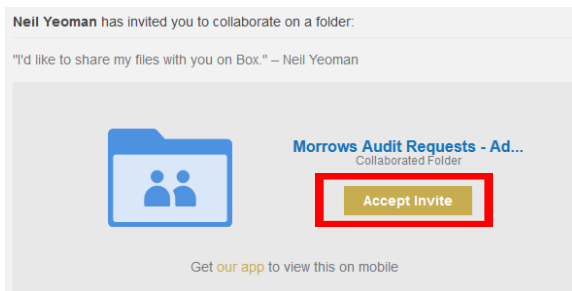 Neil Yeoman has invited you to collaborate on a folder:
"I'd like to share my files with you on Box." – Neil Yeoman
Morrows Audit Requests - Ad...
Collaborated Folder
Accept Invite
Get our app to view this on mobile